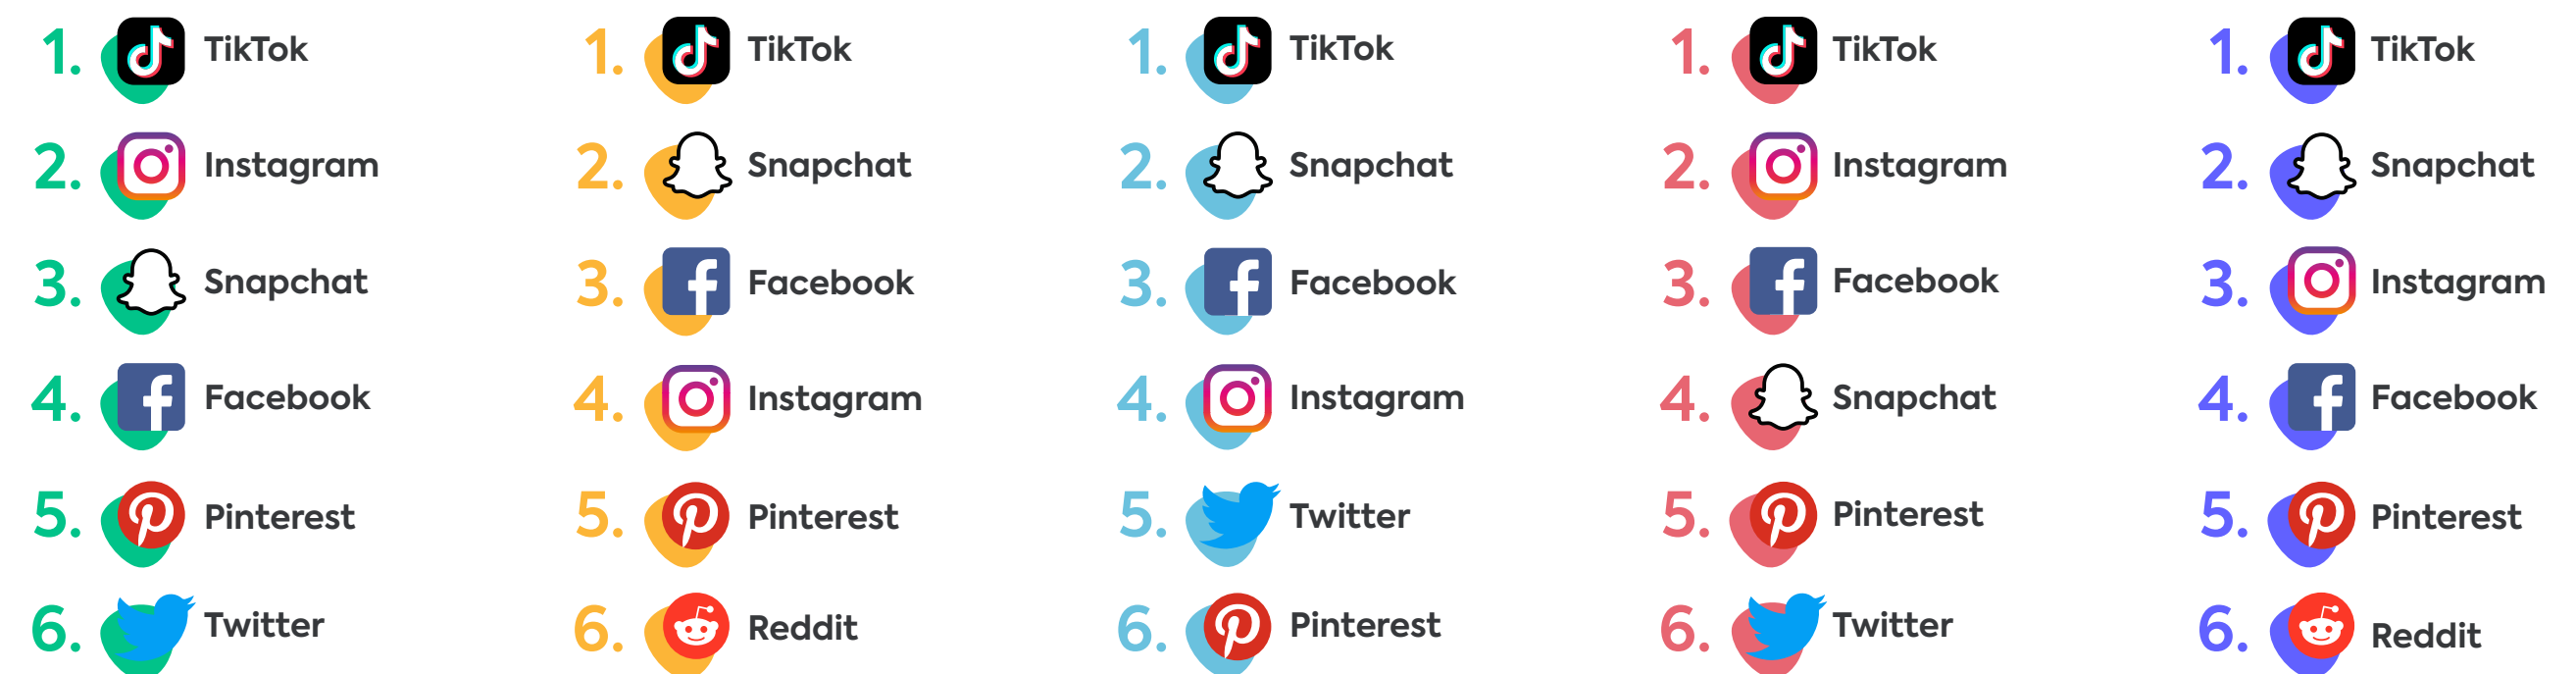 1. TikTok
2. Instagram
3. Snapchat
4. Facebook
5. Pinterest
6. Twitter
1. TikTok
2. Snapchat
3. Facebook
4. Instagram
5. Pinterest
6. Reddit
1. TikTok
2. Snapchat
3. Facebook
4. Instagram
5. Twitter
6. Pinterest
1. TikTok
2. Instagram
3. Facebook
4. Snapchat
5. Pinterest
6. Twitter
1. TikTok
2. Snapchat
3. Instagram
4. Facebook
5. Pinterest
6. Reddit